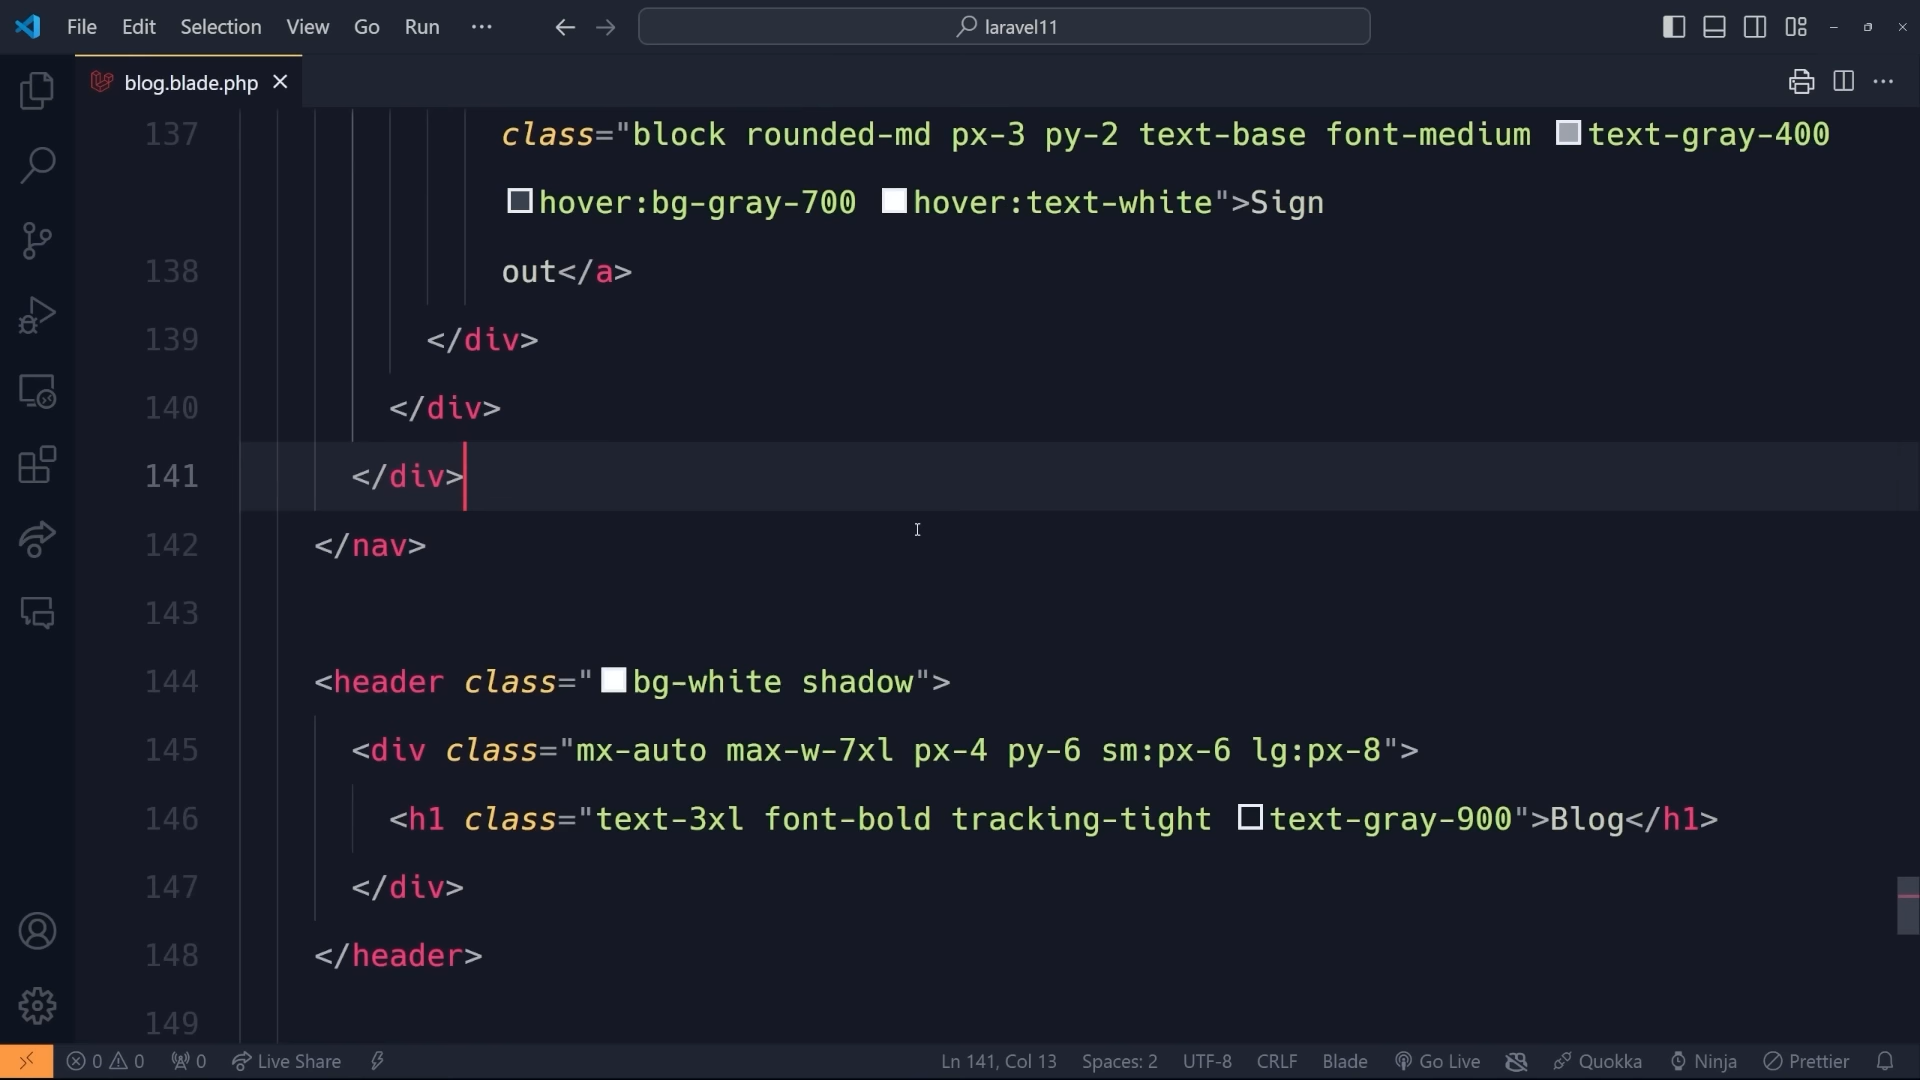 File Edit Selection View Go Run ··· laravel11
blog.blade.php
137 class="block rounded-md px-3 py-2 text-base font-medium text-gray-400
hover:bg-gray-700 hover:text-white">Sign
138 out</a>
139 </div>
140 </div>
141 </div>
142 </nav>
143
144 <header class="bg-white shadow">
145 <div class="mx-auto max-w-7xl px-4 py-6 sm:px-6 lg:px-8">
146 <h1 class="text-3xl font-bold tracking-tight text-gray-900">Blog</h1>
147 </div>
148 </header>
149
0 0 0 Live Share Ln 141, Col 13 Spaces: 2 UTF-8 CRLF Blade Go Live Quokka Ninja Prettier